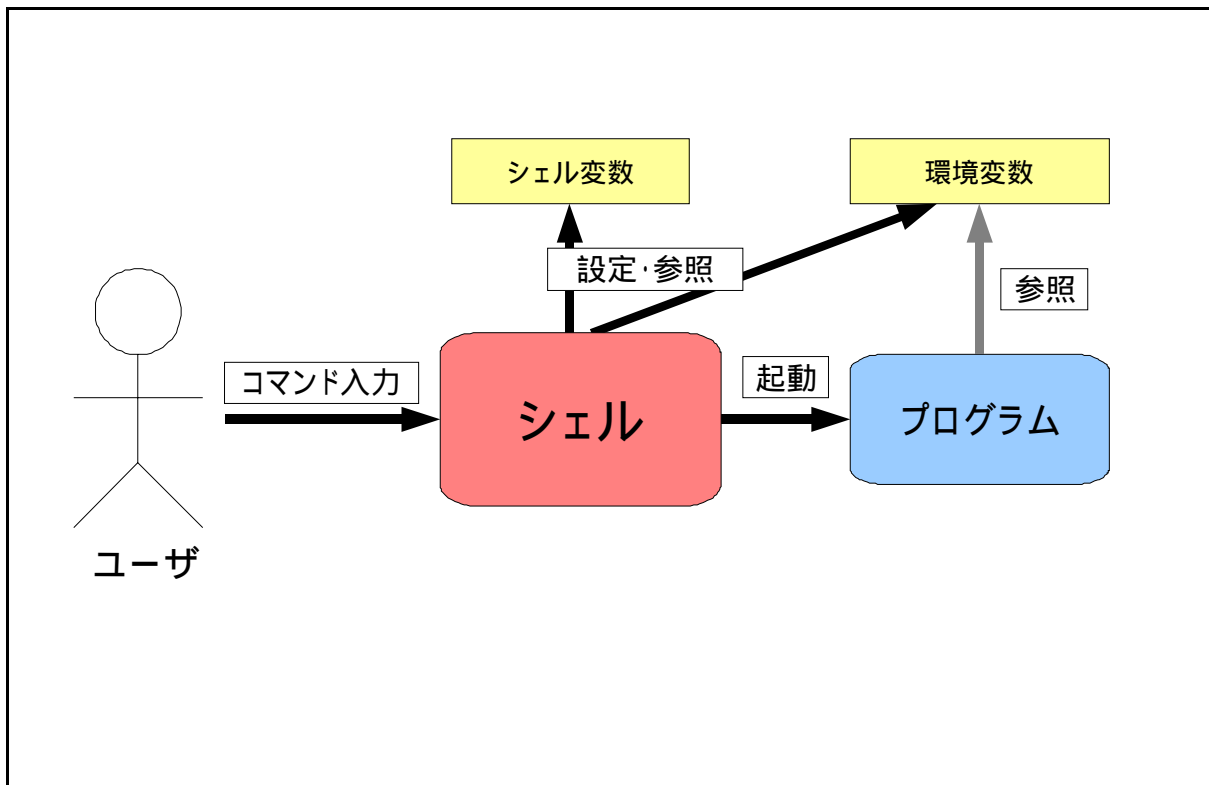 シェル変数
環境変数
設定・参照
参照
コマンド入力
起動
シェル
プログラム
ユーザ